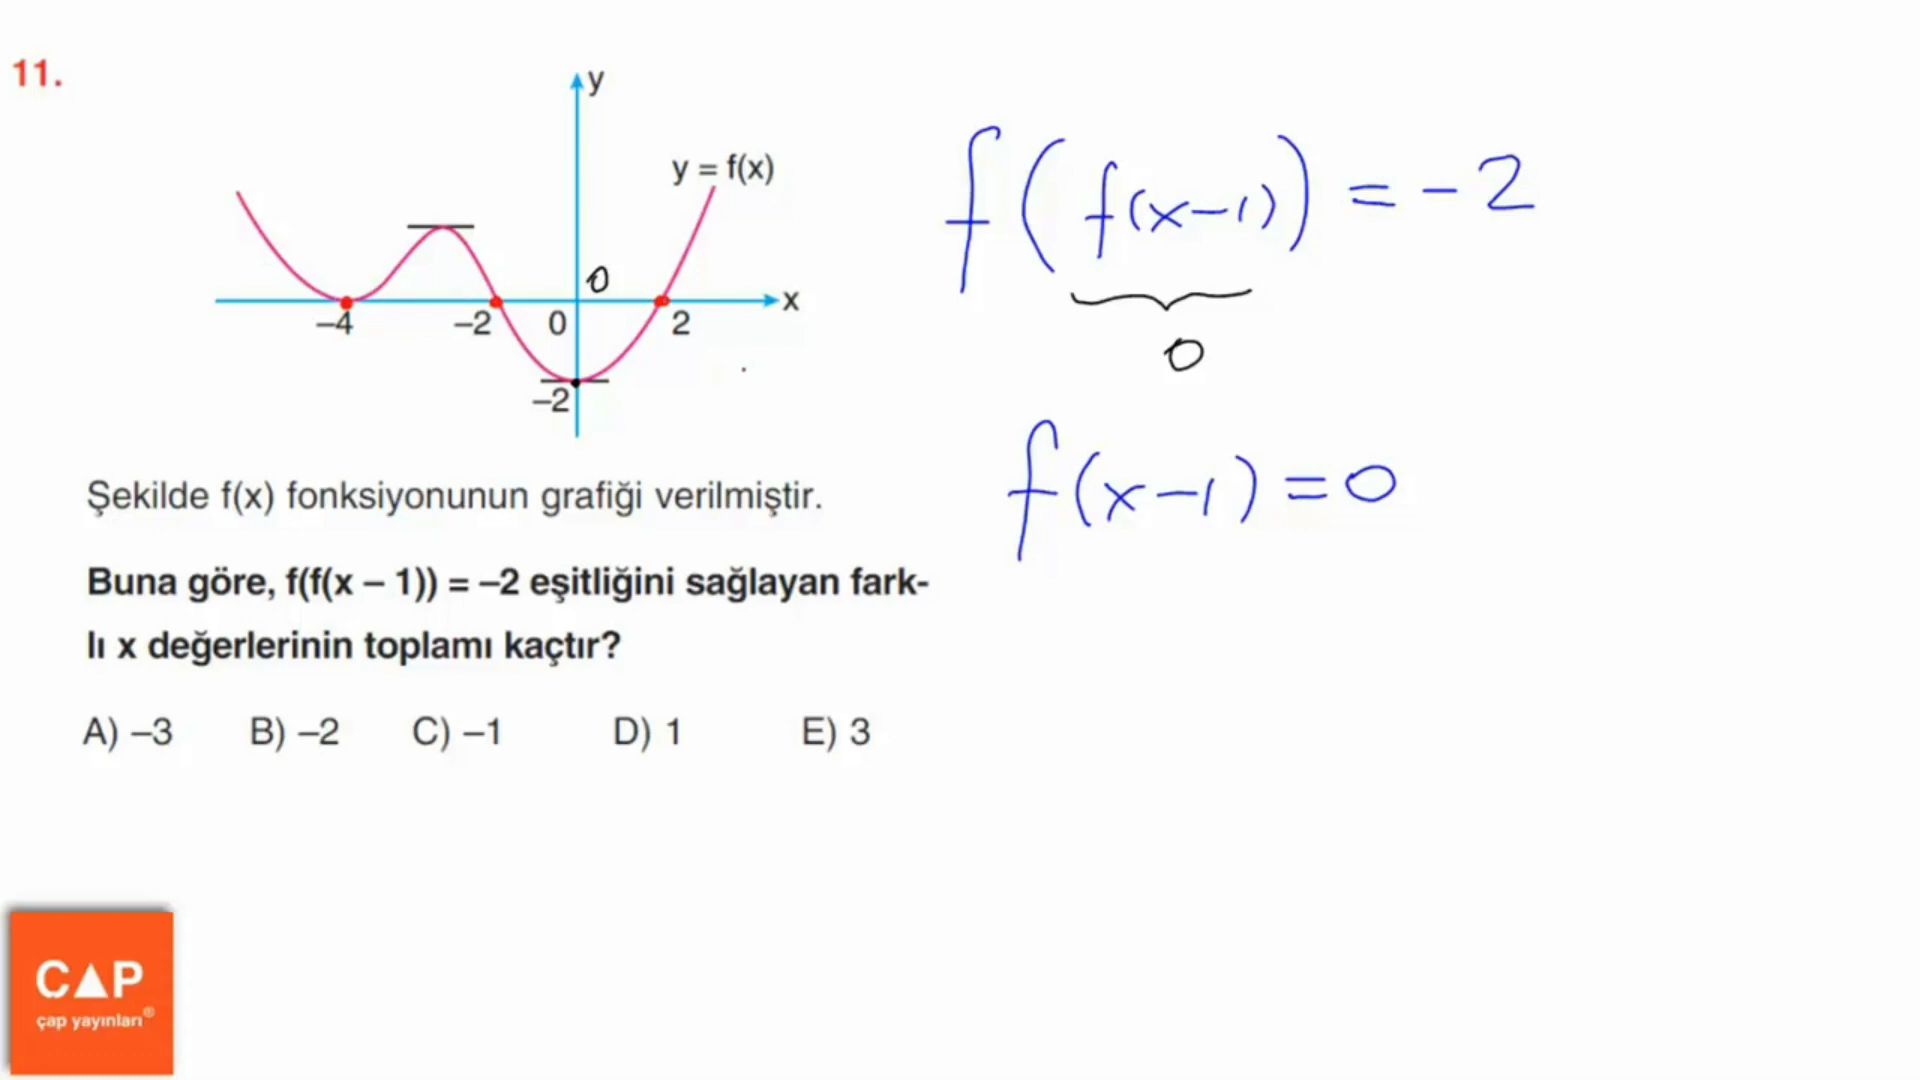 11.
y
y = f(x)
0
x
–4
–2
0
2
–2
Şekilde f(x) fonksiyonunun grafiği verilmiştir.
Buna göre, f(f(x – 1)) = –2 eşitliğini sağlayan fark-
lı x değerlerinin toplamı kaçtır?
A) –3 B) –2 C) –1 D) 1 E) 3
f(f(x-1)) = -2
0
f(x-1) = 0
CAP
çap yayınları®